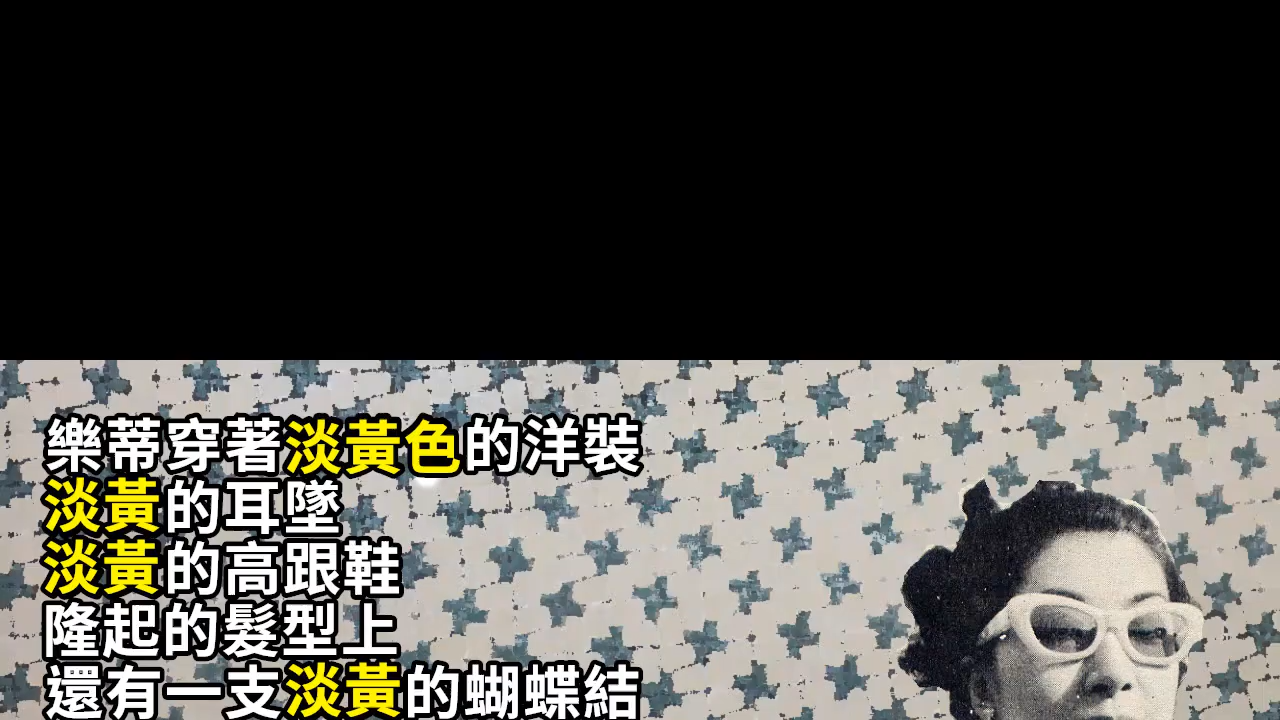 樂蒂穿著淡黃色的洋裝
淡黃的耳墜
淡黃的高跟鞋
隆起的髮型上
還有一支淡黃的蝴蝶結